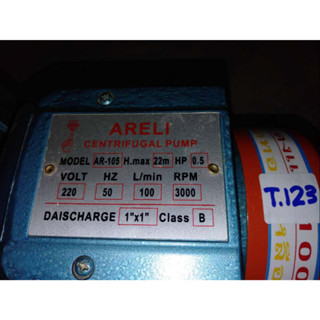 ARELI
CENTRIFUGAL PUMP
MODEL AR-105 H.max 22m HP 0.5
VOLT HZ L/min RPM
220 50 100 3000
DAISCHARGE 1"x1" Class B
T.123